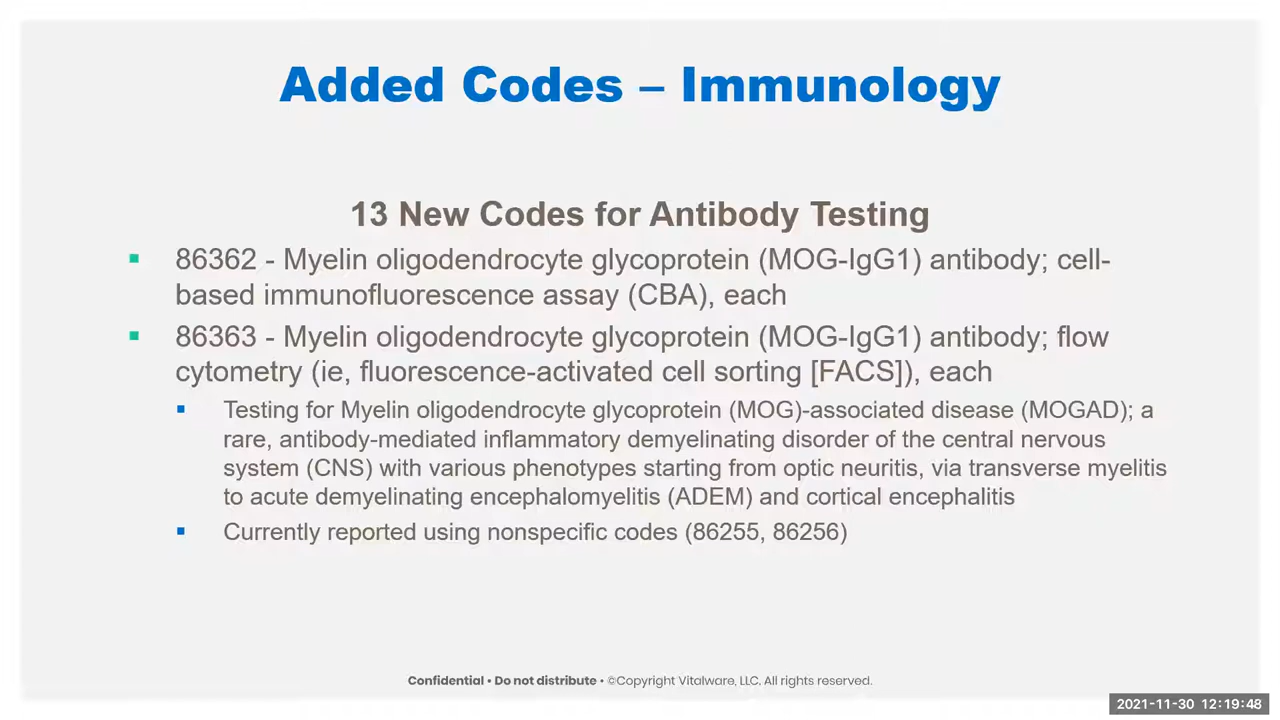 Added Codes – Immunology
13 New Codes for Antibody Testing
▪ 86362 - Myelin oligodendrocyte glycoprotein (MOG-IgG1) antibody; cell-
based immunofluorescence assay (CBA), each
▪ 86363 - Myelin oligodendrocyte glycoprotein (MOG-IgG1) antibody; flow
cytometry (ie, fluorescence-activated cell sorting [FACS]), each
▪ Testing for Myelin oligodendrocyte glycoprotein (MOG)-associated disease (MOGAD); a
rare, antibody-mediated inflammatory demyelinating disorder of the central nervous
system (CNS) with various phenotypes starting from optic neuritis, via transverse myelitis
to acute demyelinating encephalomyelitis (ADEM) and cortical encephalitis
▪ Currently reported using nonspecific codes (86255, 86256)
Confidential • Do not distribute • ©Copyright Vitalware, LLC. All rights reserved.
2021-11-30 12:19:48